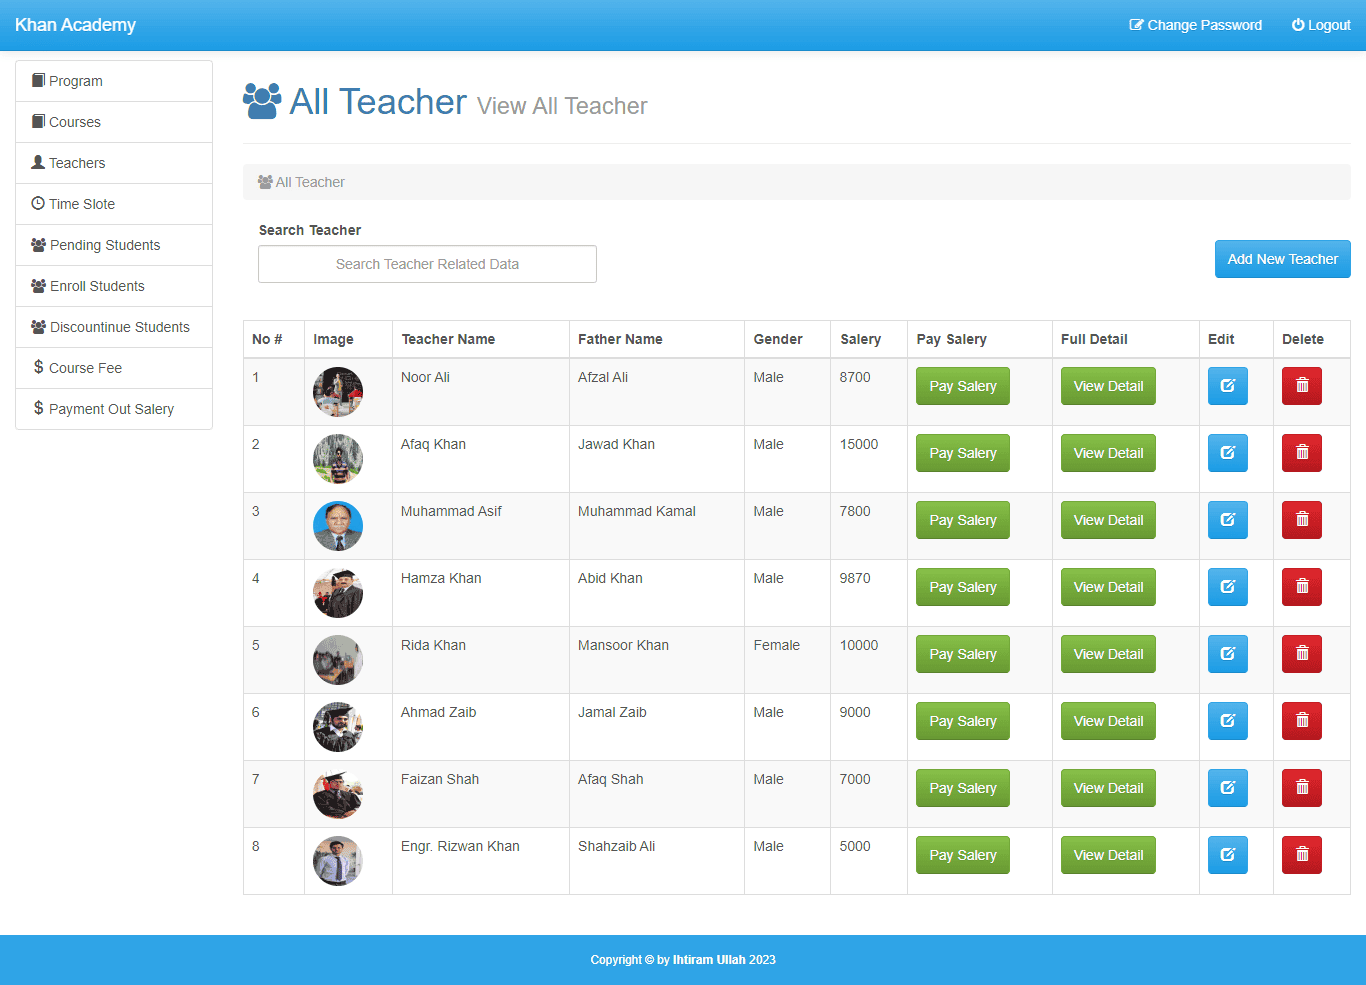 Khan Academy
Change Password Logout
Program
Courses
Teachers
Time Slote
Pending Students
Enroll Students
Discountinue Students
$ Course Fee
$ Payment Out Salery
All Teacher View All Teacher
All Teacher
Search Teacher
Search Teacher Related Data
Add New Teacher
No # Image Teacher Name Father Name Gender Salery Pay Salery Full Detail Edit Delete
1 Noor Ali Afzal Ali Male 8700 Pay Salery View Detail
2 Afaq Khan Jawad Khan Male 15000 Pay Salery View Detail
3 Muhammad Asif Muhammad Kamal Male 7800 Pay Salery View Detail
4 Hamza Khan Abid Khan Male 9870 Pay Salery View Detail
5 Rida Khan Mansoor Khan Female 10000 Pay Salery View Detail
6 Ahmad Zaib Jamal Zaib Male 9000 Pay Salery View Detail
7 Faizan Shah Afaq Shah Male 7000 Pay Salery View Detail
8 Engr. Rizwan Khan Shahzaib Ali Male 5000 Pay Salery View Detail
Copyright © by Ihtiram Ullah 2023